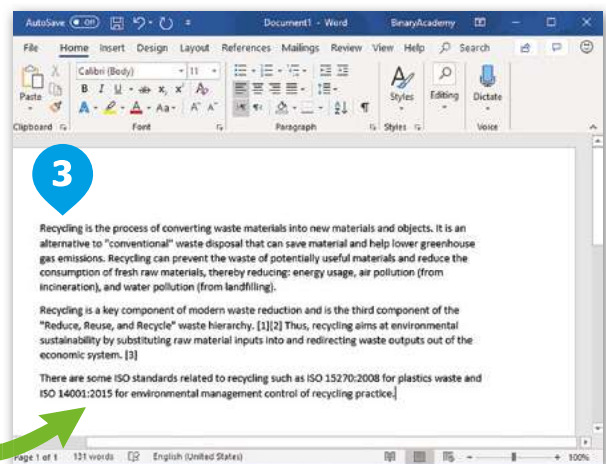 AutoSave Off Document1 - Word BinaryAcademy
File Home Insert Design Layout References Mailings Review View Help Search
Calibri (Body) 11
Paste B I U ab x, x' A Styles Editing Dictate
A Aa A^ A˅
Clipboard Font Paragraph Styles Voice
3
Recycling is the process of converting waste materials into new materials and objects. It is an
alternative to "conventional" waste disposal that can save material and help lower greenhouse
gas emissions. Recycling can prevent the waste of potentially useful materials and reduce the
consumption of fresh raw materials, thereby reducing: energy usage, air pollution (from
incineration), and water pollution (from landfilling).
Recycling is a key component of modern waste reduction and is the third component of the
"Reduce, Reuse, and Recycle" waste hierarchy. [1][2] Thus, recycling aims at environmental
sustainability by substituting raw material inputs into and redirecting waste outputs out of the
economic system. [3]
There are some ISO standards related to recycling such as ISO 15270:2008 for plastics waste and
ISO 14001:2015 for environmental management control of recycling practice.
Page 1 of 1 131 words English (United States) 100%